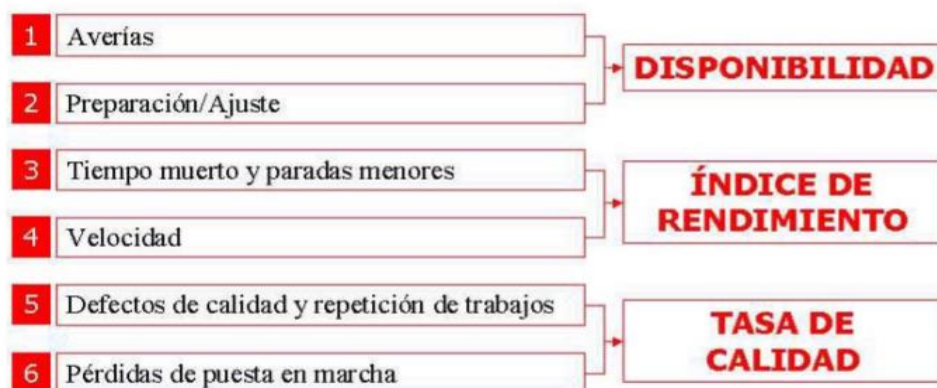 1 Averías
2 Preparación/Ajuste
DISPONIBILIDAD
3 Tiempo muerto y paradas menores
4 Velocidad
ÍNDICE DE
RENDIMIENTO
5 Defectos de calidad y repetición de trabajos
6 Pérdidas de puesta en marcha
TASA DE
CALIDAD